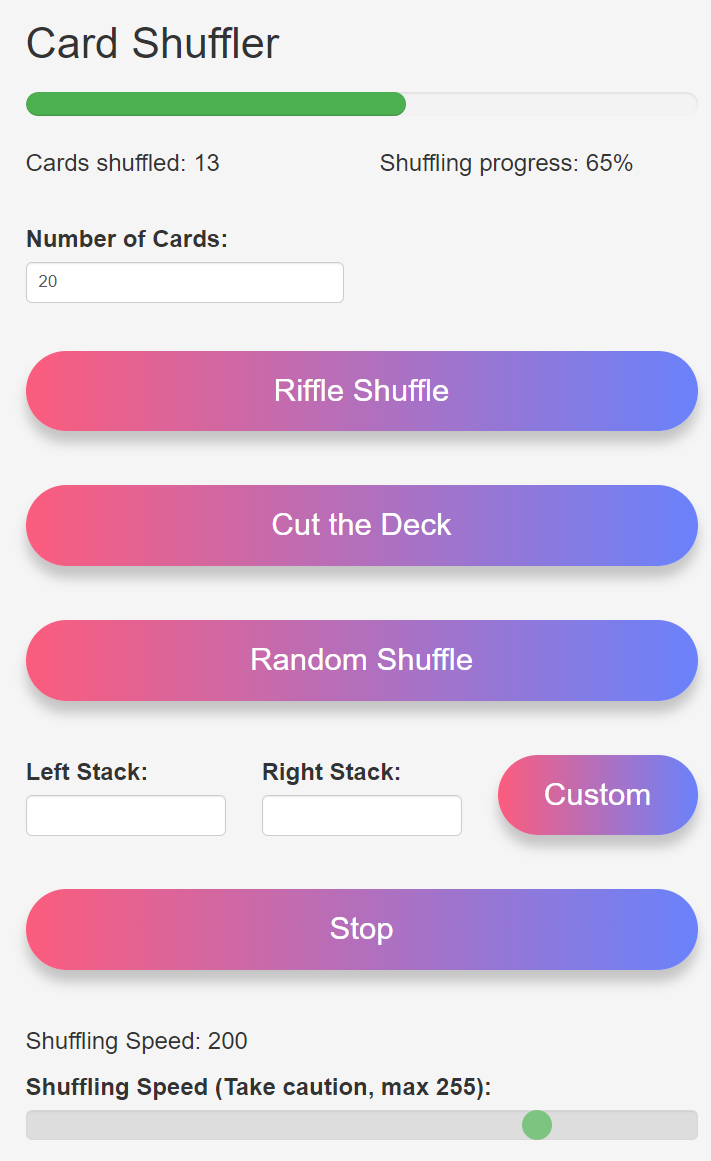 Card Shuffler
Cards shuffled: 13 Shuffling progress: 65%
Number of Cards:
20
Riffle Shuffle
Cut the Deck
Random Shuffle
Left Stack: Right Stack: Custom
Stop
Shuffling Speed: 200
Shuffling Speed (Take caution, max 255):